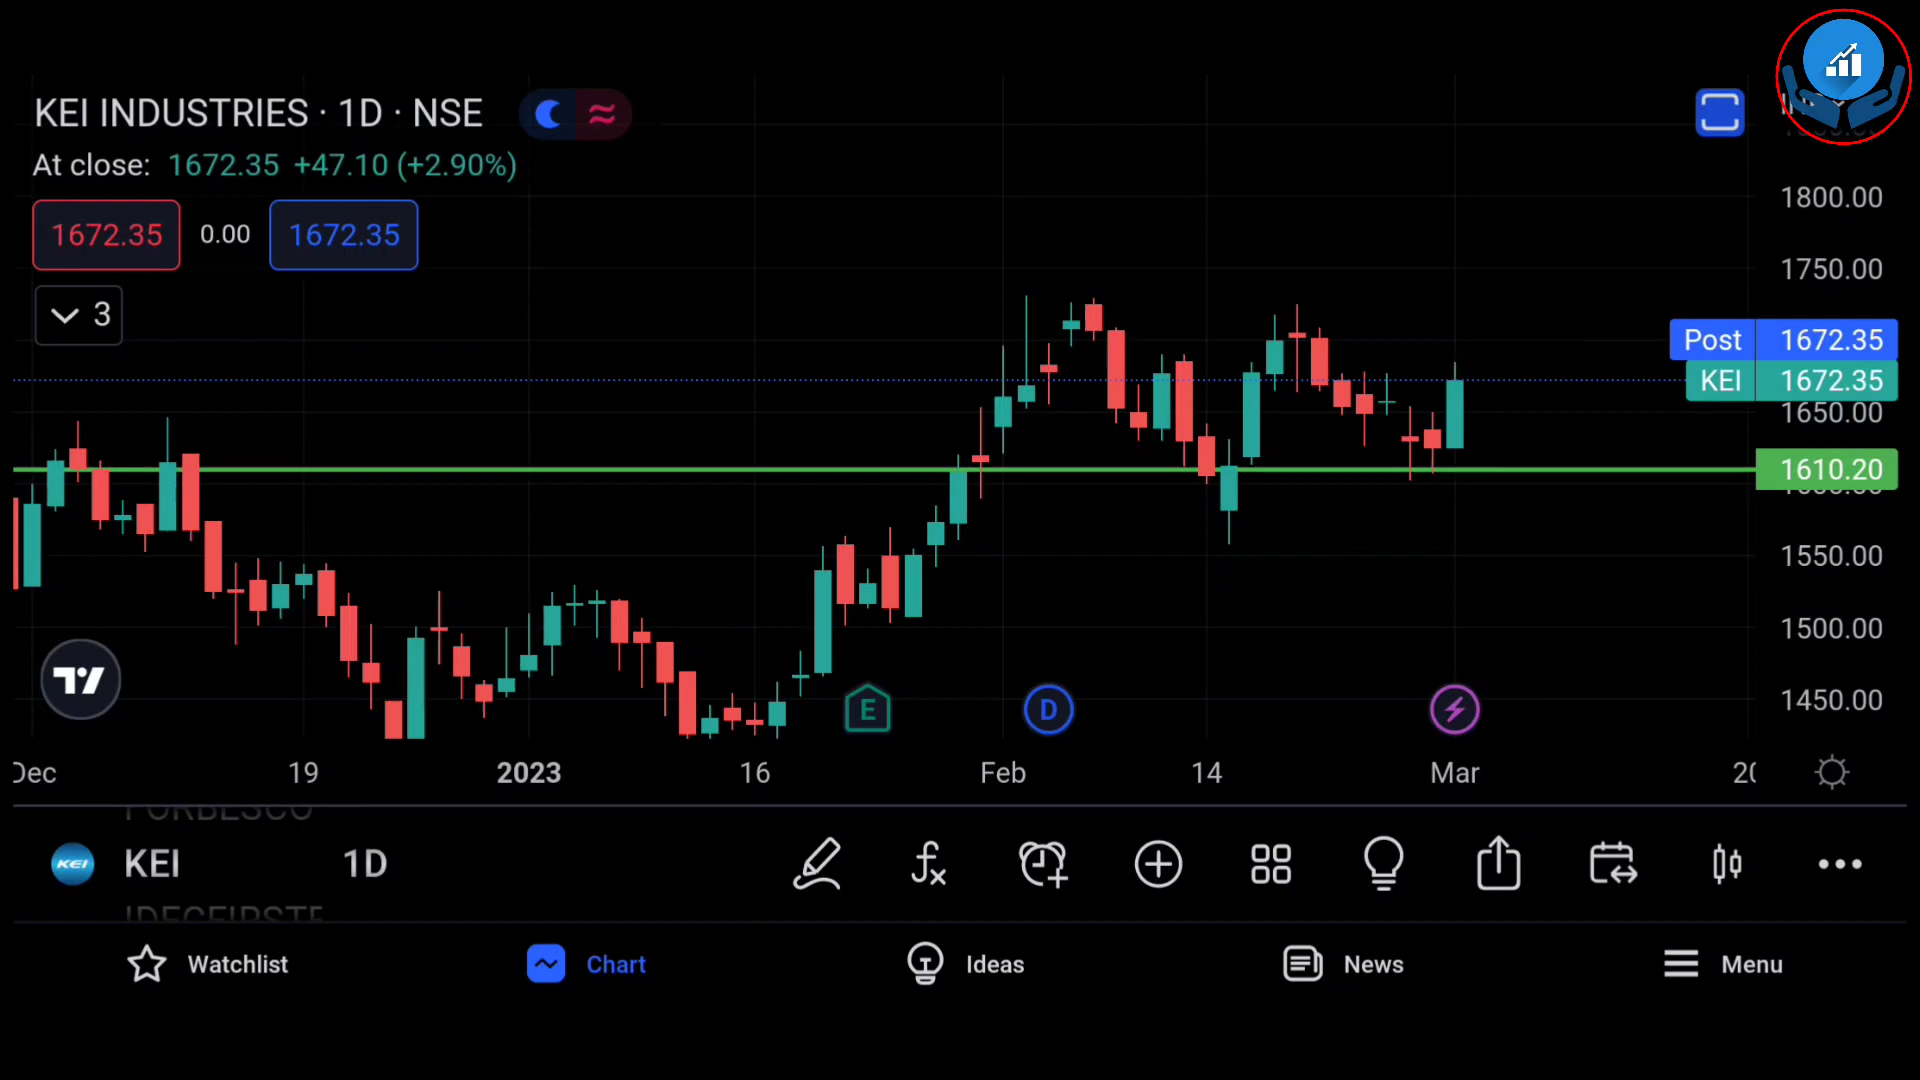 KEI INDUSTRIES · 1D · NSE
At close: 1672.35 +47.10 (+2.90%)
1672.35 0.00 1672.35
3
1800.00
1750.00
Post 1672.35
KEI 1672.35
1650.00
1610.20
1550.00
1500.00
1450.00
E D
Dec 19 2023 16 Feb 14 Mar
FORBESCO
KEI KEI 1D
Watchlist Chart Ideas News Menu